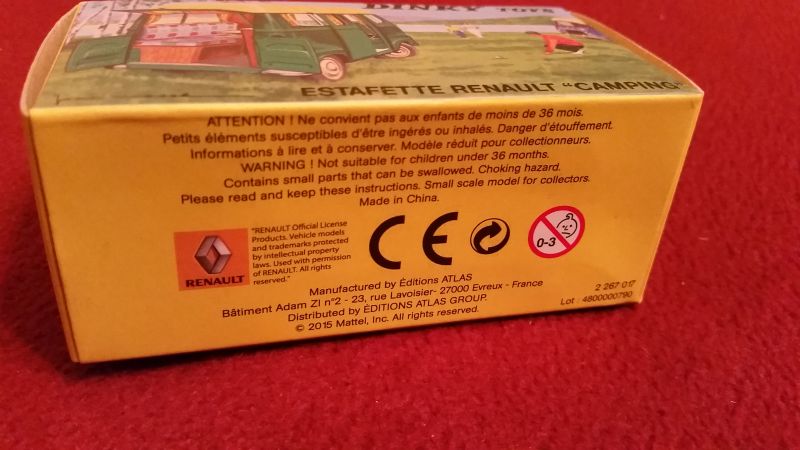 DINKY TOYS
ESTAFETTE RENAULT "CAMPING"
ATTENTION ! Ne convient pas aux enfants de moins de 36 mois.
Petits éléments susceptibles d'être ingérés ou inhalés. Danger d'étouffement.
Informations à lire et à conserver. Modèle réduit pour collectionneurs.
WARNING ! Not suitable for children under 36 months.
Contains small parts that can be swallowed. Choking hazard.
Please read and keep these instructions. Small scale model for collectors.
Made in China.
RENAULT
"RENAULT Official License
Products. Vehicle models
and trademarks protected
by intellectual property
laws. Used with permission
of RENAULT. All rights
reserved."
CE
0-3
Manufactured by Éditions ATLAS
Bâtiment Adam ZI n°2 - 23, rue Lavoisier- 27000 Evreux - France
Distributed by ÉDITIONS ATLAS GROUP.
© 2015 Mattel, Inc. All rights reserved.
2 267 017
Lot : 4800000790